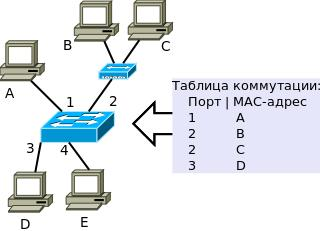 B
C
A
1
2
3
4
D
E
Таблица коммутации:
Порт | MAC-адрес
1 A
2 B
2 C
3 D